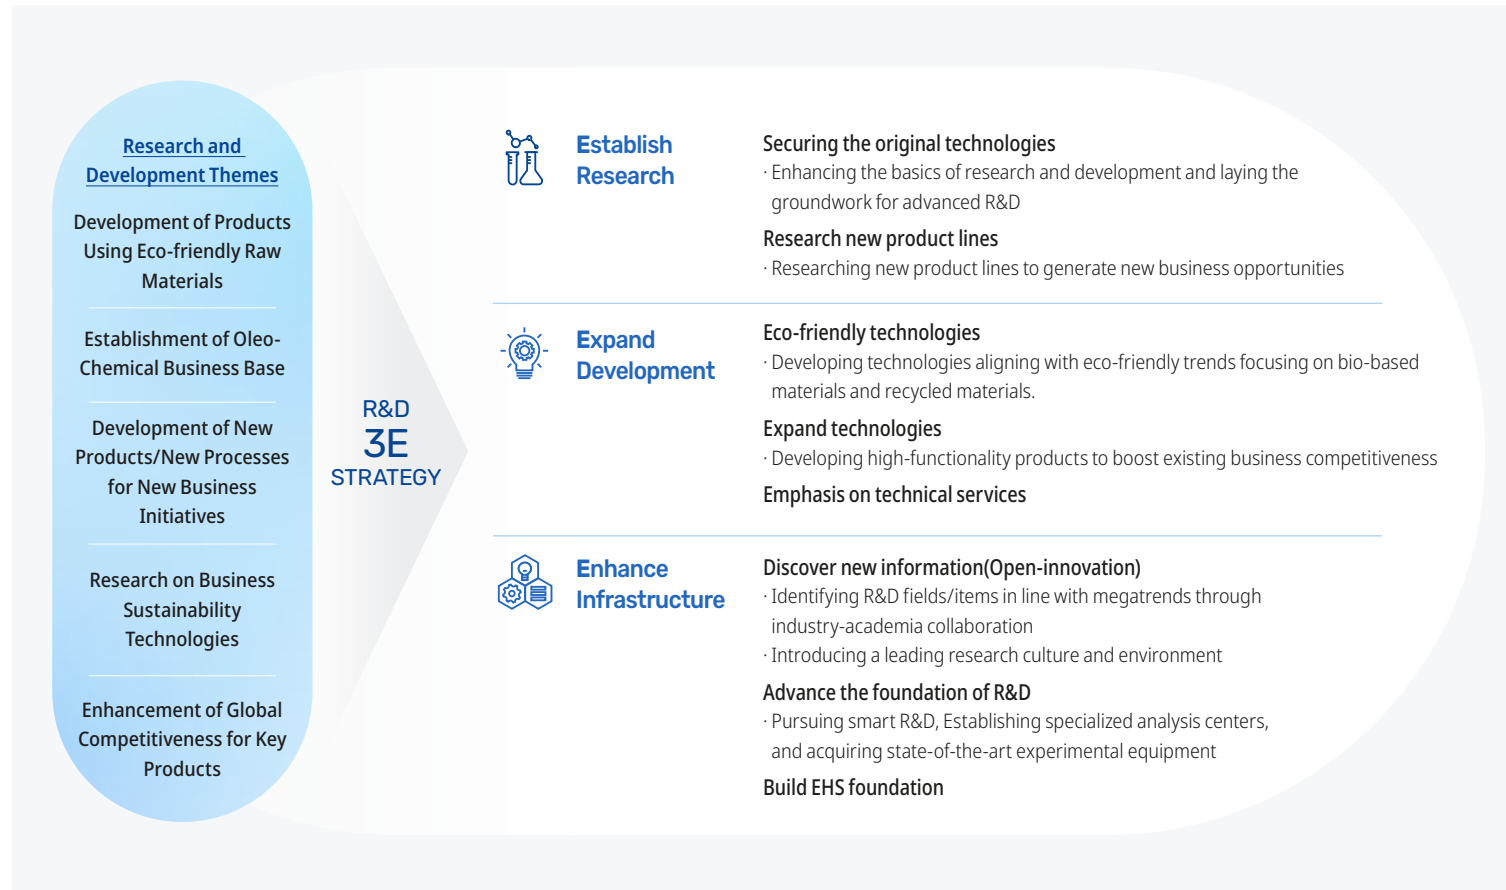 Research and
Development Themes
Development of Products
Using Eco-friendly Raw
Materials
Establishment of Oleo-
Chemical Business Base
Development of New
Products/New Processes
for New Business
Initiatives
Research on Business
Sustainability
Technologies
Enhancement of Global
Competitiveness for Key
Products
R&D
3E
STRATEGY
Establish
Research
Securing the original technologies
· Enhancing the basics of research and development and laying the
groundwork for advanced R&D
Research new product lines
· Researching new product lines to generate new business opportunities
Expand
Development
Eco-friendly technologies
· Developing technologies aligning with eco-friendly trends focusing on bio-based
materials and recycled materials.
Expand technologies
· Developing high-functionality products to boost existing business competitiveness
Emphasis on technical services
Enhance
Infrastructure
Discover new information(Open-innovation)
· Identifying R&D fields/items in line with megatrends through
industry-academia collaboration
· Introducing a leading research culture and environment
Advance the foundation of R&D
· Pursuing smart R&D, Establishing specialized analysis centers,
and acquiring state-of-the-art experimental equipment
Build EHS foundation